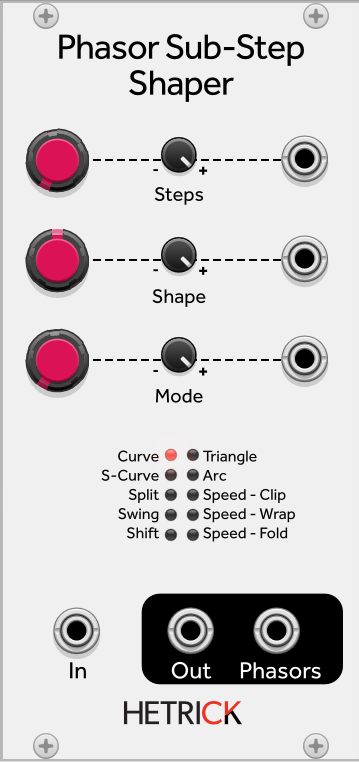 Phasor Sub-Step
Shaper
- +
Steps
- +
Shape
- +
Mode
Curve Triangle
S-Curve Arc
Split Speed - Clip
Swing Speed - Wrap
Shift Speed - Fold
In Out Phasors
HETRICK